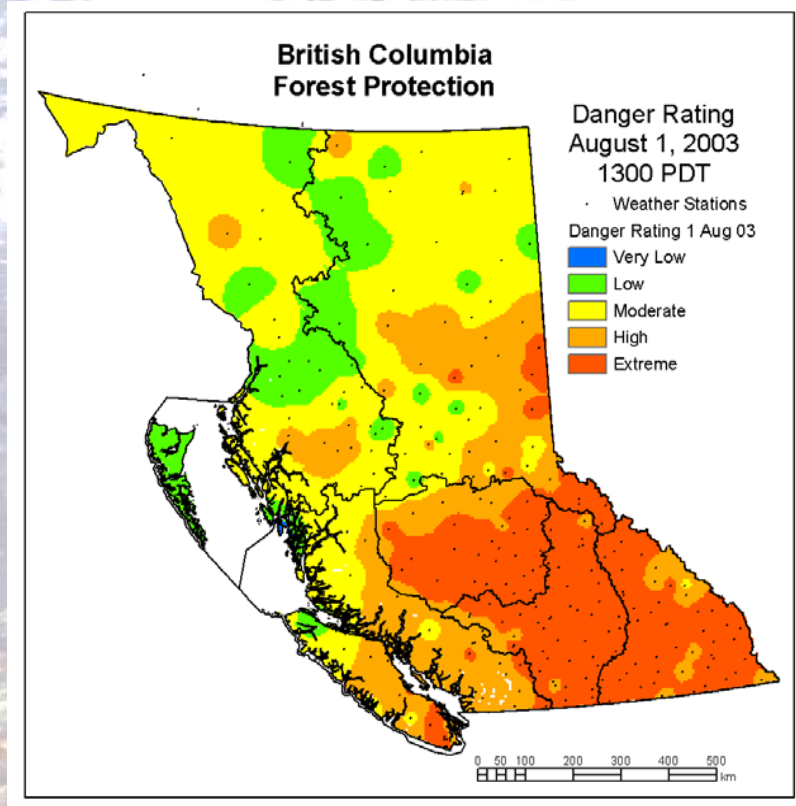 British Columbia
Forest Protection
Danger Rating
August 1, 2003
1300 PDT
Weather Stations
Danger Rating 1 Aug 03
Very Low
Low
Moderate
High
Extreme
0 50 100 200 300 400 500
km